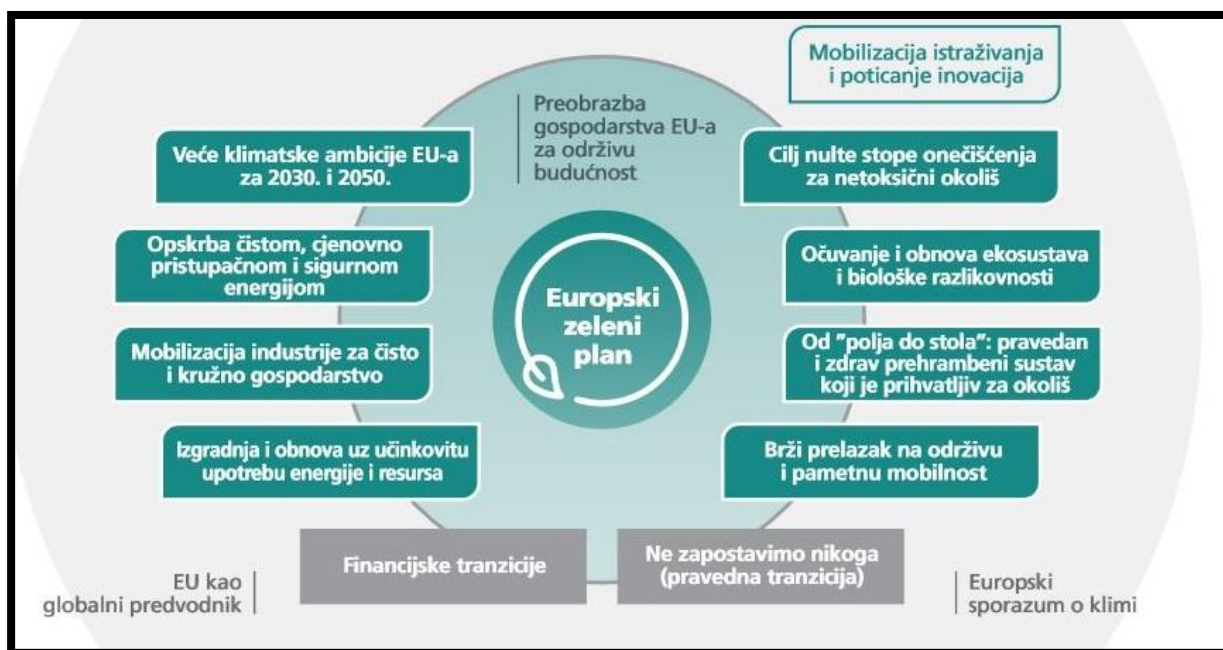 Mobilizacija istraživanja
i poticanje inovacija
Preobrazba
gospodarstva EU-a
za održivu
budućnost
Veće klimatske ambicije EU-a
za 2030. i 2050.
Cilj nulte stope onečišćenja
za netoksični okoliš
Opskrba čistom, cjenovno
pristupačnom i sigurnom
energijom
Očuvanje i obnova ekosustava
i biološke razlikovnosti
Europski
zeleni
plan
Mobilizacija industrije za čisto
i kružno gospodarstvo
Od "polja do stola": pravedan
i zdrav prehrambeni sustav
koji je prihvatljiv za okoliš
Izgradnja i obnova uz učinkovitu
upotrebu energije i resursa
Brži prelazak na održivu
i pametnu mobilnost
Financijske tranzicije
Ne zapostavimo nikoga
(pravedna tranzicija)
EU kao
globalni predvodnik
Europski
sporazum o klimi